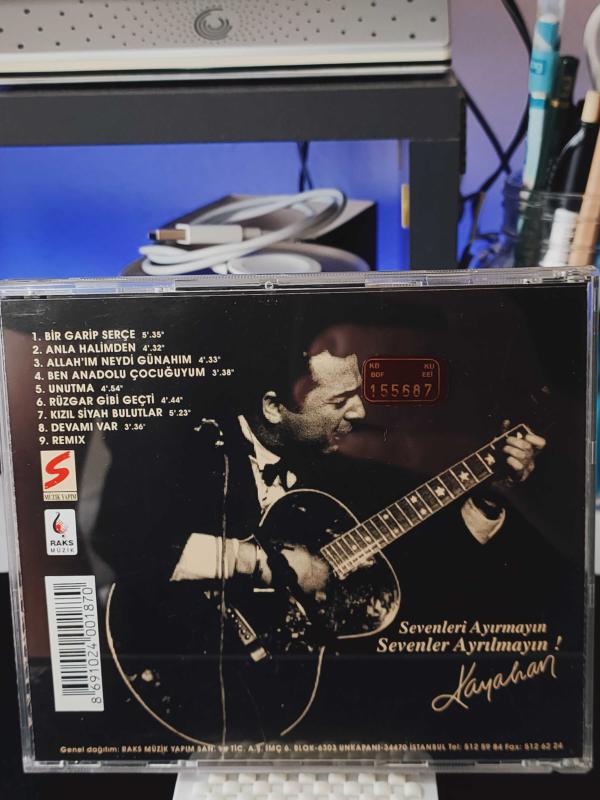 1. BİR GARİP SERÇE 5'.35"
2. ANLA HALİMDEN 4'.32"
3. ALLAH'IM NEYDİ GÜNAHIM 4'.33"
4. BEN ANADOLU ÇOCUĞUYUM 3'.38"
5. UNUTMA 4'.54"
6. RÜZGAR GİBİ GEÇTİ 4'.44"
7. KIZIL SİYAH BULUTLAR 5'.23"
8. DEVAMI VAR 3'.36"
9. REMIX
KB KU
BDF EEİ
155687
S
MÜZİK YAPIM
RAKS
MÜZİK
8 691024 001870
Sevenleri Ayırmayın
Sevenler Ayrılmayın !
Kayahan
Genel dağıtım: RAKS MÜZİK YAPIM SAN. ve TİC. A.Ş. İMÇ 6. BLOK-6303 UNKAPANI-34470 İSTANBUL Tel: 512 59 84 Fax: 512 62 24